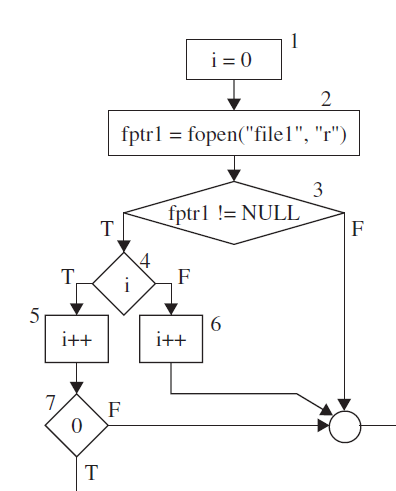 1
i = 0
2
fptr1 = fopen("file1", "r")
3
fptr1 != NULL
T
F
4
T
i
F
5
i++
i++
6
7
0
F
T